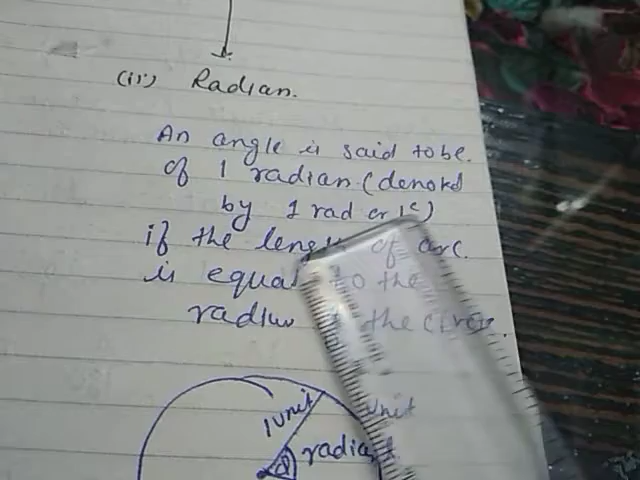 (ii) Radian.
An angle is said to be
of 1 radian (denoted
by 1 rad or 1ᶜ)
if the length of arc
is equal to the
radius of the circle.
1 unit
unit
radian